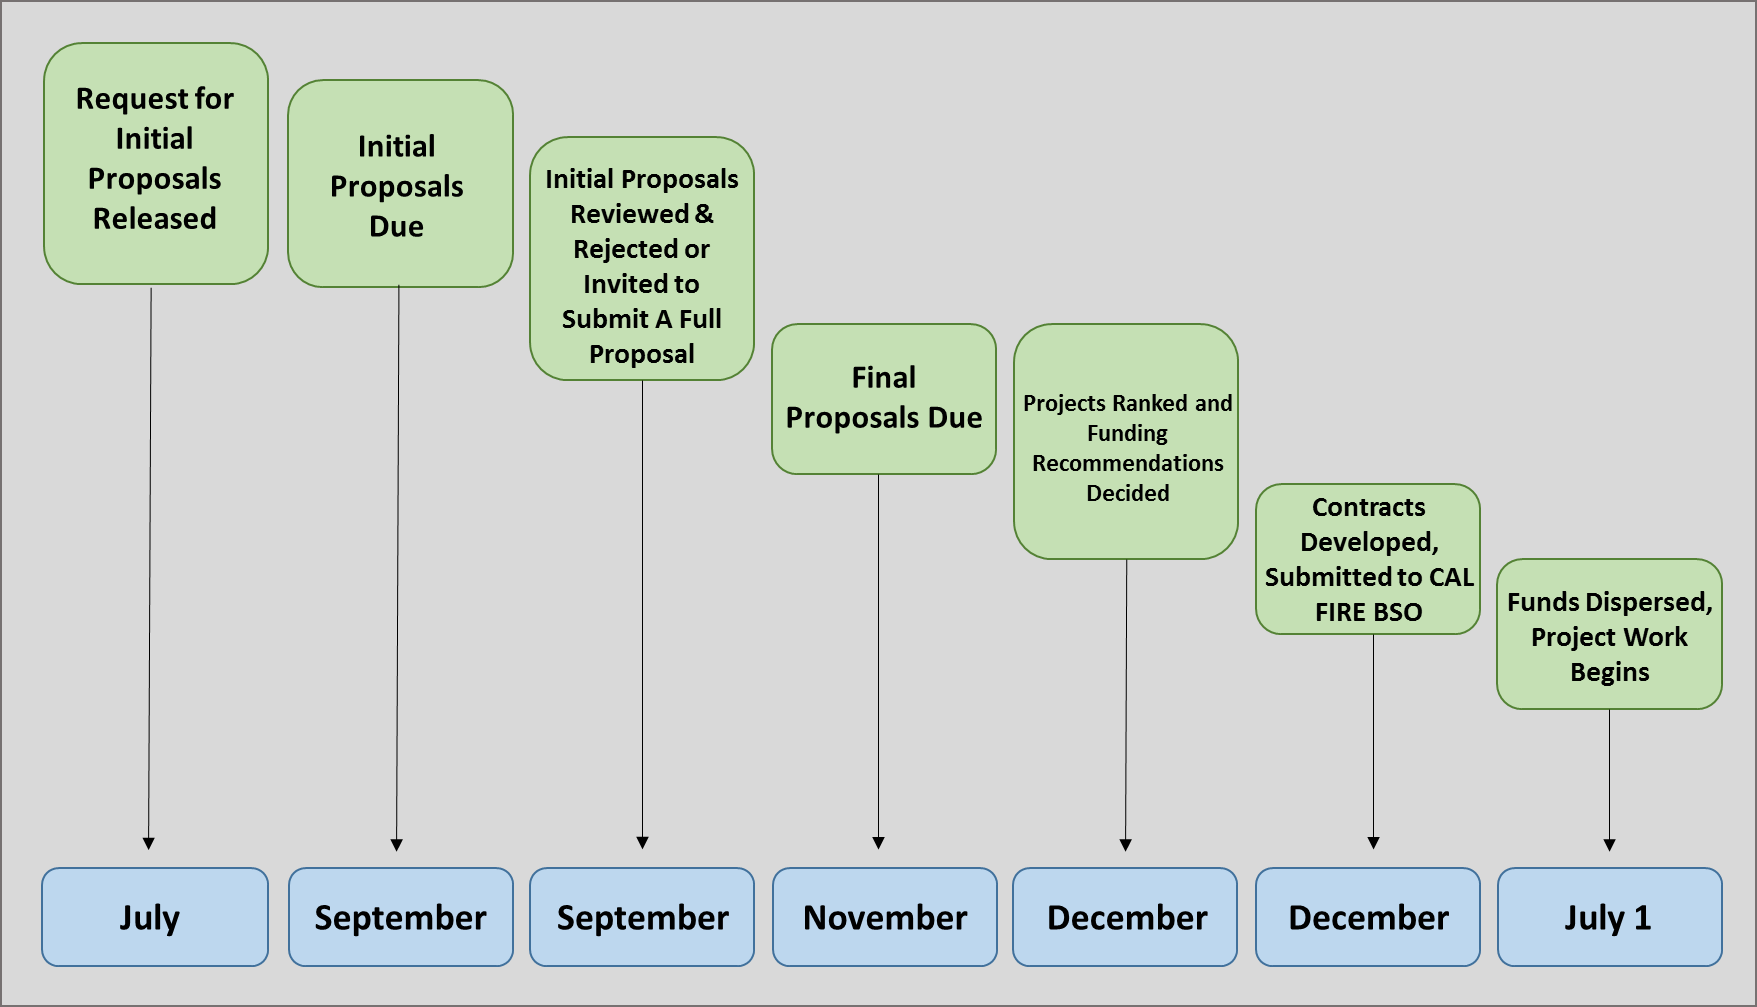 Request for
Initial
Proposals
Released
Initial
Proposals
Due
Initial Proposals
Reviewed &
Rejected or
Invited to
Submit A Full
Proposal
Final
Proposals Due
Projects Ranked and
Funding
Recommendations
Decided
Contracts
Developed,
Submitted to CAL
FIRE BSO
Funds Dispersed,
Project Work
Begins
July
September
September
November
December
December
July 1